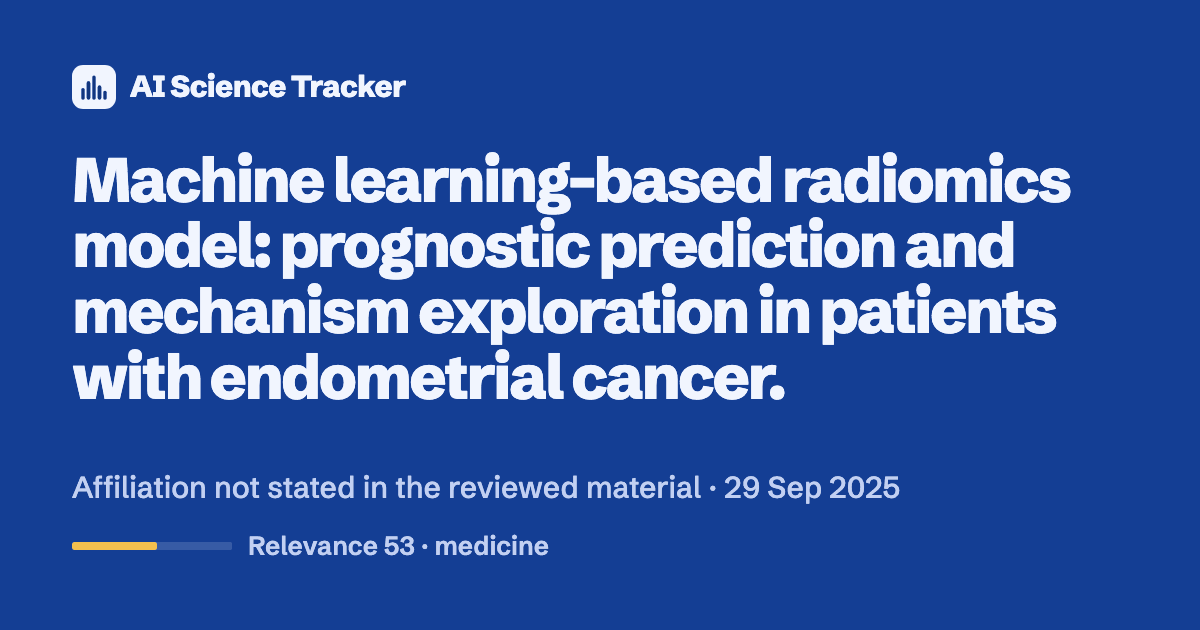 AI Science Tracker
Machine learning-based radiomics
model: prognostic prediction and
mechanism exploration in patients
with endometrial cancer.
Affiliation not stated in the reviewed material · 29 Sep 2025
Relevance 53 · medicine